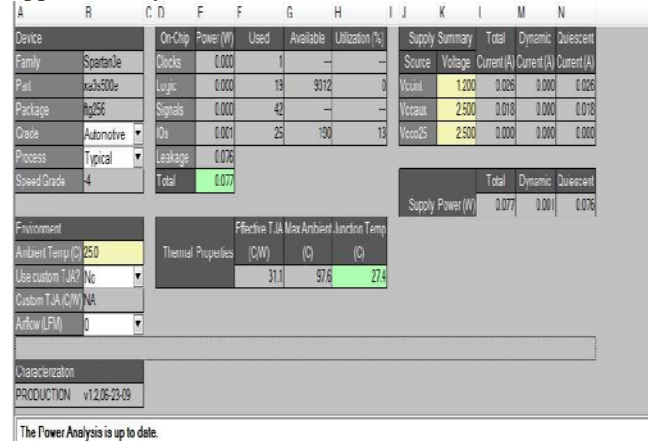 A B C D E F G H I J K L M N
Device On-Chip Power (W) Used Available Utilization (%) Supply Summary Total Dynamic Quiescent
Family Spartan3e Clocks 0.000 1 --- --- Source Voltage Current (A) Current (A) Current (A)
Part xa3s500e Logic 0.000 19 9312 0 Vccint 1.200 0.026 0.000 0.026
Package ftg256 Signals 0.000 42 --- --- Vccaux 2.500 0.018 0.000 0.018
Grade Automotive IOs 0.001 25 190 13 Vcco25 2.500 0.000 0.000 0.000
Process Typical Leakage 0.076
Speed Grade -4 Total 0.077 Total Dynamic Quiescent
Supply Power (W) 0.077 0.001 0.076
Environment Effective TJA Max Ambient Junction Temp
Ambient Temp (C) 25.0 Thermal Properties (C/W) (C) (C)
Use custom TJA? No 31.1 97.6 27.4
Custom TJA (C/W) NA
Airflow (LFM) 0
Characterization
PRODUCTION v1.2,06-23-09
The Power Analysis is up to date.